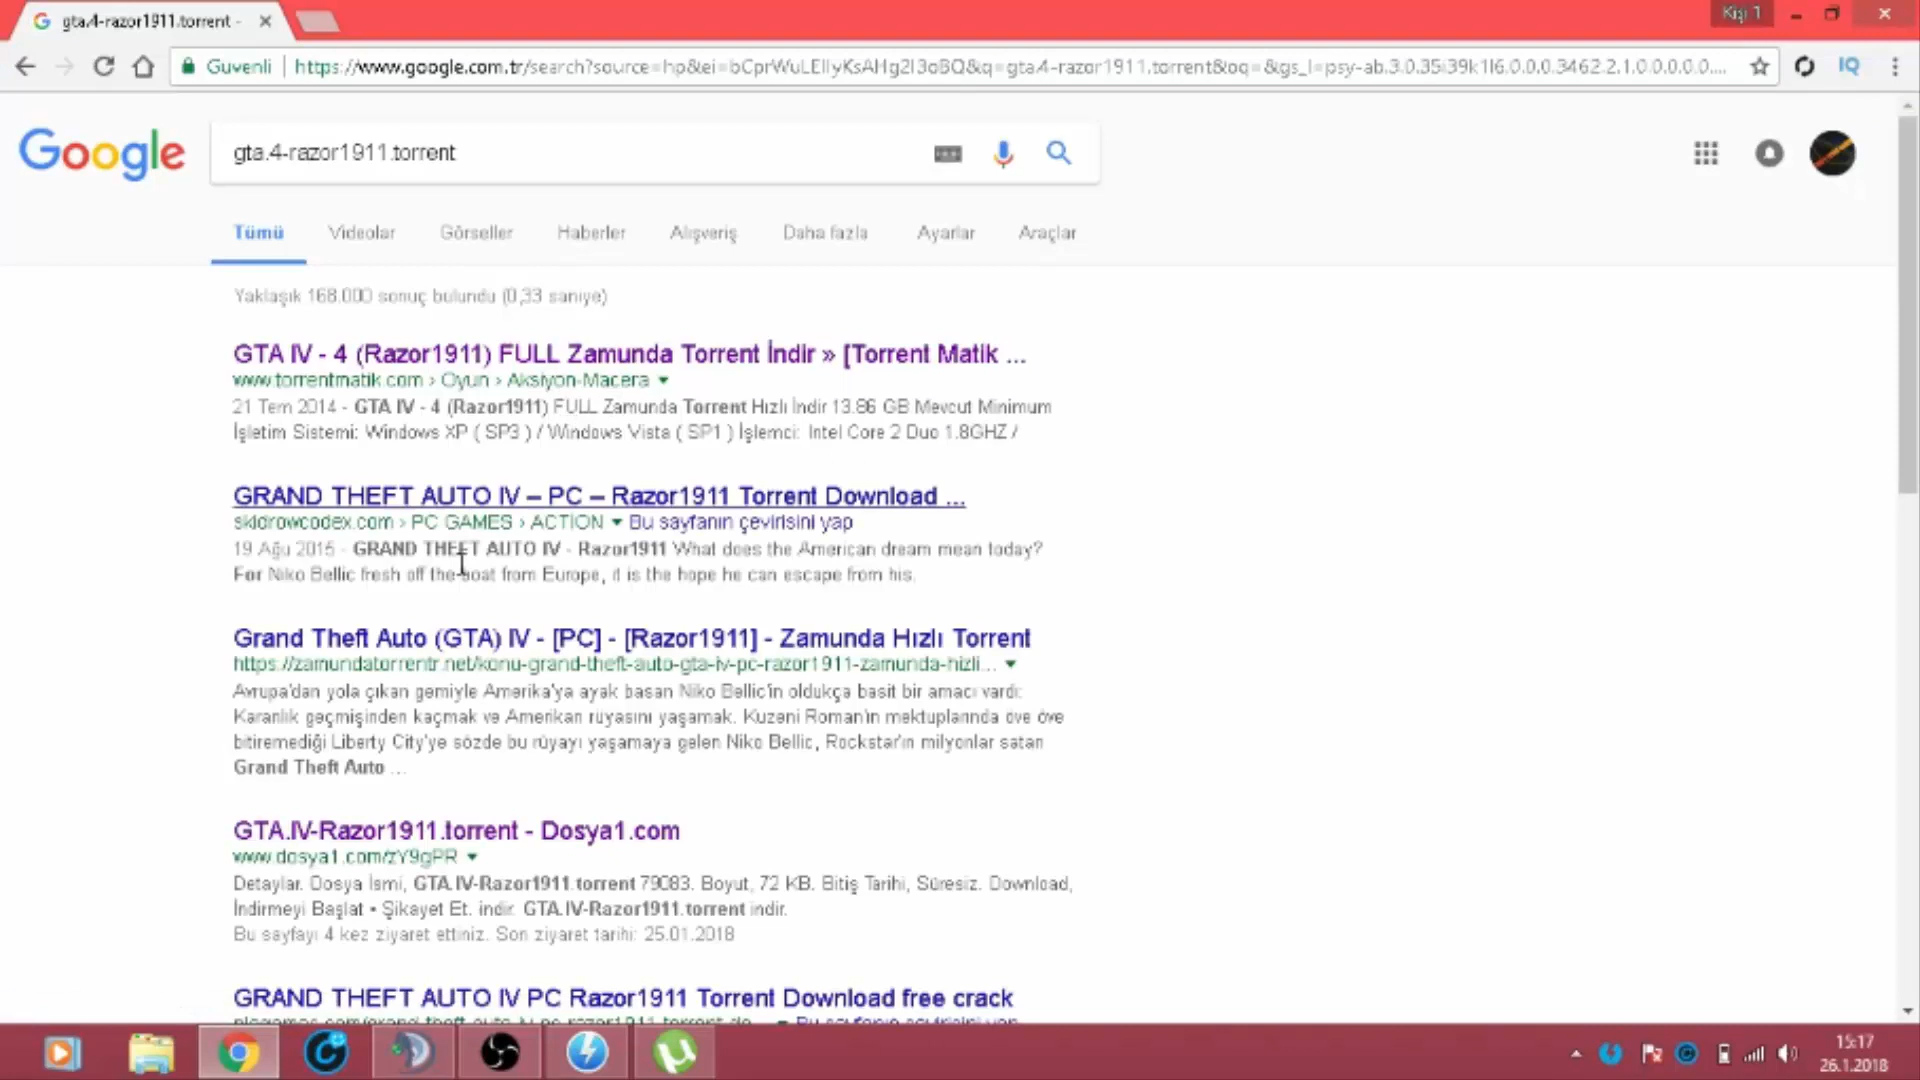 gta.4-razor1911.torrent -
Kişi 1
Güvenli
https://www.google.com.tr/search?source=hp&ei=
&q=gta.4-razor1911.torrent&oq=&gs_l=psy-ab.3.0.35i39k1l6.0.0.0.3462.2.1.0.0.0.0.0....
IQ
Google
gta.4-razor1911.torrent
Tümü
Videolar
Görseller
Haberler
Alışveriş
Daha fazla
Ayarlar
Araçlar
Yaklaşık 168.000 sonuç bulundu (0,33 saniye)
GTA IV - 4 (Razor1911) FULL Zamunda Torrent İndir » [Torrent Matik ...
www.torrentmatik.com › Oyun › Aksiyon-Macera
21 Tem 2014 - GTA IV - 4 (Razor1911) FULL Zamunda Torrent Hızlı İndir 13.86 GB Mevcut Minimum
İşletim Sistemi: Windows XP ( SP3 ) / Windows Vista ( SP1 ) İşlemci: Intel Core 2 Duo 1.8GHZ /
GRAND THEFT AUTO IV – PC – Razor1911 Torrent Download ...
skidrowcodex.com › PC GAMES › ACTION
Bu sayfanın çevirisini yap
19 Ağu 2015 - GRAND THEFT AUTO IV - Razor1911 What does the American dream mean today?
For Niko Bellic fresh off the boat from Europe, it is the hope he can escape from his.
Grand Theft Auto (GTA) IV - [PC] - [Razor1911] - Zamunda Hızlı Torrent
https://zamundatorrentr.net/konu-grand-theft-auto-gta-iv-pc-razor1911-zamunda-hizli...
Avrupa'dan yola çıkan gemiyle Amerika'ya ayak basan Niko Bellic'in oldukça basit bir amacı vardı:
Karanlık geçmişinden kaçmak ve Amerikan rüyasını yaşamak. Kuzeni Roman'ın mektuplarında öve öve
bitiremediği Liberty City'ye sözde bu rüyayı yaşamaya gelen Niko Bellic, Rockstar'ın milyonlar satan
Grand Theft Auto ...
GTA.IV-Razor1911.torrent - Dosya1.com
www.dosya1.com/zY9gPR
Detaylar. Dosya İsmi, GTA.IV-Razor1911.torrent 79083. Boyut, 72 KB. Bitiş Tarihi, Süresiz. Download,
İndirmeyi Başlat • Şikayet Et. indir. GTA.IV-Razor1911.torrent indir.
Bu sayfayı 4 kez ziyaret ettiniz. Son ziyaret tarihi: 25.01.2018
GRAND THEFT AUTO IV PC Razor1911 Torrent Download free crack
Bu sayfanın çevirisini yap
15:17
26.1.2018